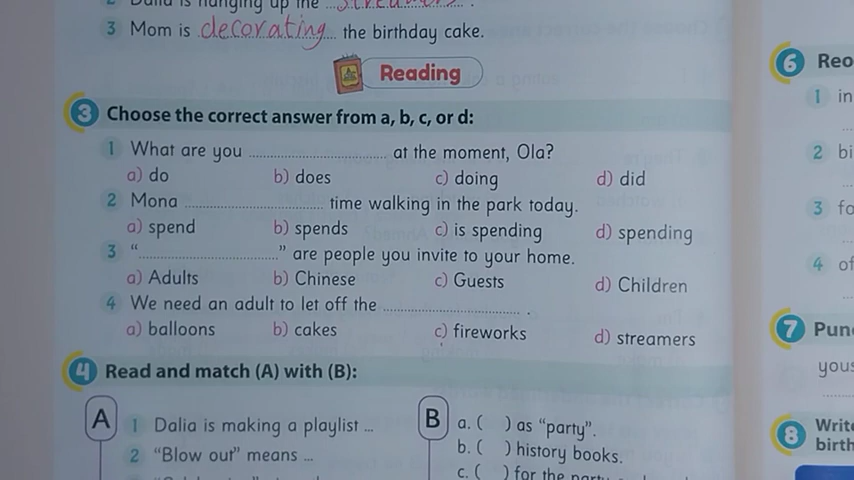 2 Dalia is hanging up the streamers.
3 Mom is decorating the birthday cake.
Reading
3 Choose the correct answer from a, b, c, or d:
1 What are you .................................... at the moment, Ola?
a) do b) does c) doing d) did
2 Mona .................................... time walking in the park today.
a) spend b) spends c) is spending d) spending
3 “....................................” are people you invite to your home.
a) Adults b) Chinese c) Guests d) Children
4 We need an adult to let off the .................................... .
a) balloons b) cakes c) fireworks d) streamers
4 Read and match (A) with (B):
A
1 Dalia is making a playlist ...
2 “Blow out” means ...
B
a. ( ) as “party”.
b. ( ) history books.
c. ( ) for the party
6 Reo
1 in
2 bi
3 fo
4 of
7 Pun
yous
8 Write
birth